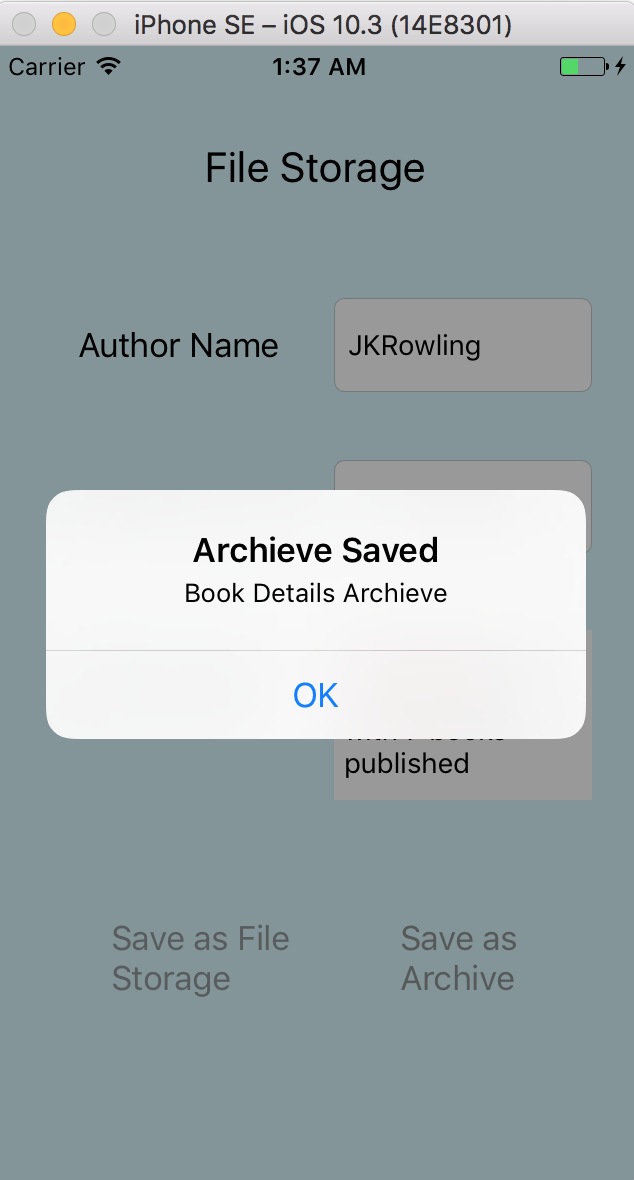 iPhone SE – iOS 10.3 (14E8301)
Carrier 1:37 AM
File Storage
Author Name JKRowling
Archieve Saved
Book Details Archieve
OK
published
Save as File
Storage
Save as
Archive